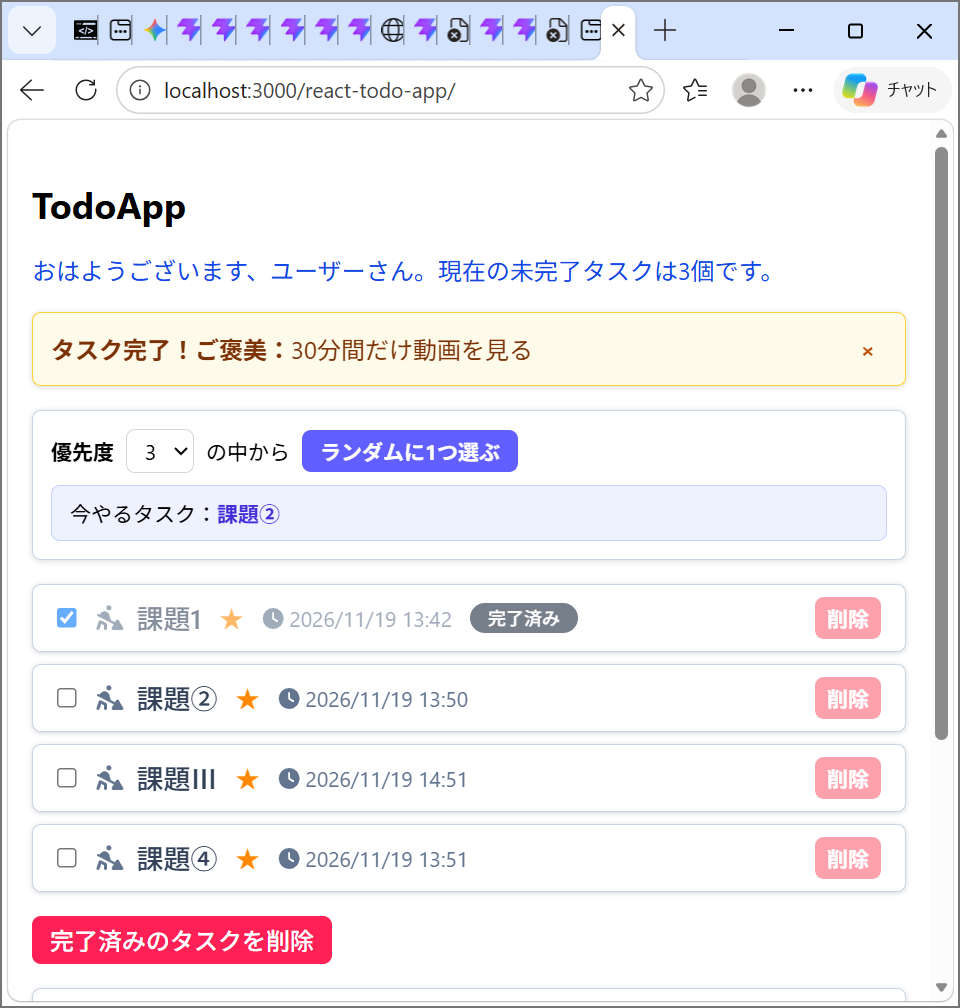 localhost:3000/react-todo-app/
チャット
TodoApp
おはようございます、ユーザーさん。現在の未完了タスクは3個です。
タスク完了！ご褒美：30分間だけ動画を見る ×
優先度 3 の中から ランダムに1つ選ぶ
今やるタスク：課題②
課題1 ★ 2026/11/19 13:42 完了済み 削除
課題② ★ 2026/11/19 13:50 削除
課題III ★ 2026/11/19 14:51 削除
課題④ ★ 2026/11/19 13:51 削除
完了済みのタスクを削除